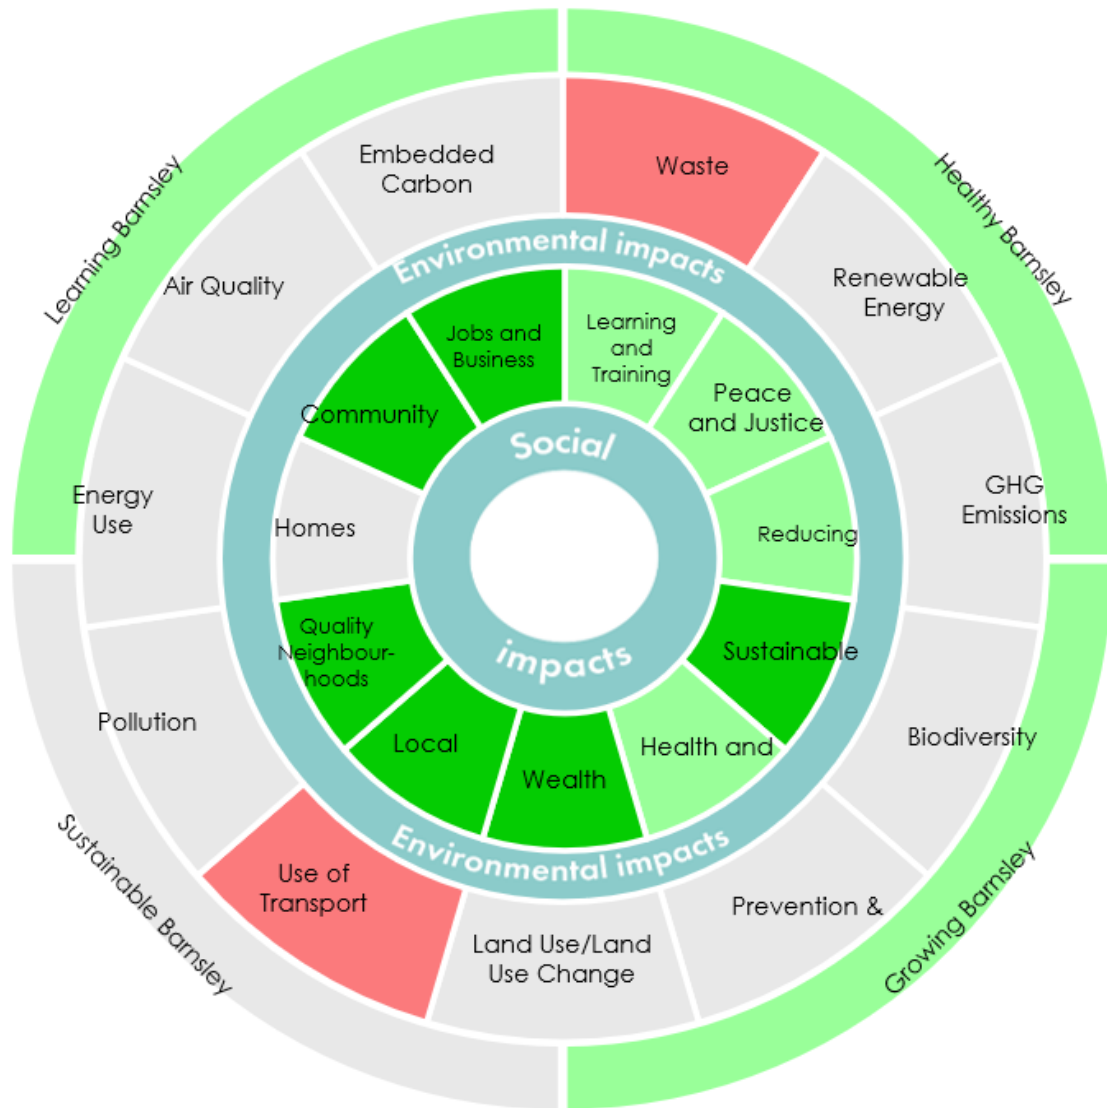 Learning Barnsley
Healthy Barnsley
Growing Barnsley
Sustainable Barnsley
Embedded
Carbon
Waste
Renewable
Energy
GHG
Emissions
Biodiversity
Prevention &
Land Use/Land
Use Change
Use of
Transport
Pollution
Energy
Use
Air Quality
Environmental impacts
Jobs and
Business
Learning
and
Training
Peace
and Justice
Reducing
Sustainable
Health and
Wealth
Local
Quality
Neighbour-
hoods
Homes
Community
Social
impacts
Environmental impacts